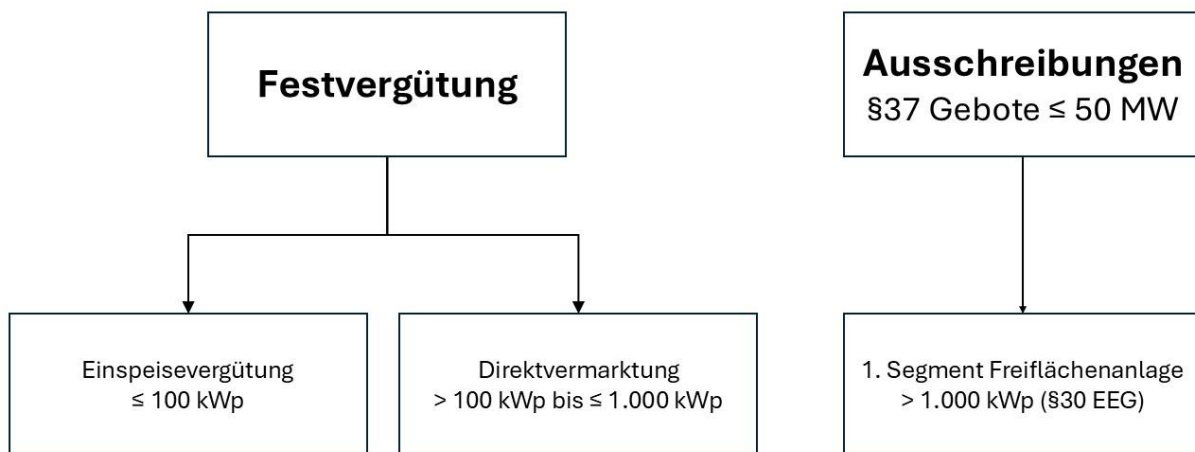 Festvergütung
Ausschreibungen
§37 Gebote ≤ 50 MW
Einspeisevergütung
≤ 100 kWp
Direktvermarktung
> 100 kWp bis ≤ 1.000 kWp
1. Segment Freiflächenanlage
> 1.000 kWp (§30 EEG)